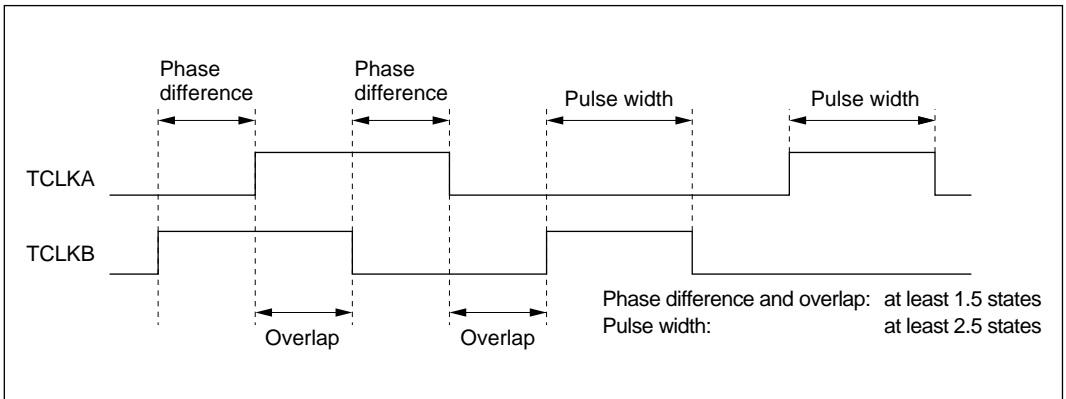 Phase
difference
Phase
difference
Pulse width
Pulse width
TCLKA
TCLKB
Overlap
Overlap
Phase difference and overlap: at least 1.5 states
Pulse width: at least 2.5 states